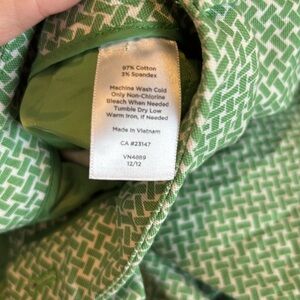 97% Cotton
3% Spandex
Machine Wash Cold
Only Non-Chlorine
Bleach When Needed
Tumble Dry Low
Warm Iron, if Needed
Made in Vietnam
CA #23147
VN4889
12/12